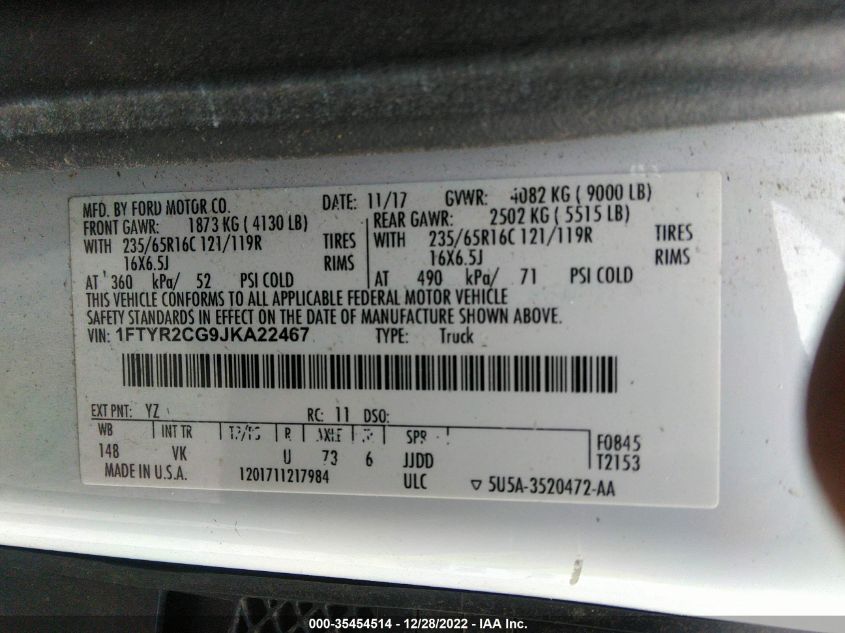 MFD. BY FORD MOTOR CO. DATE: 11/17 GVWR: 4082 KG ( 9000 LB)
FRONT GAWR: 1873 KG ( 4130 LB) REAR GAWR: 2502 KG ( 5515 LB)
WITH 235/65R16C 121/119R TIRES WITH 235/65R16C 121/119R TIRES
16X6.5J RIMS 16X6.5J RIMS
AT 360 kPa/ 52 PSI COLD AT 490 kPa/ 71 PSI COLD
THIS VEHICLE CONFORMS TO ALL APPLICABLE FEDERAL MOTOR VEHICLE
SAFETY STANDARDS IN EFFECT ON THE DATE OF MANUFACTURE SHOWN ABOVE.
VIN: 1FTYR2CG9JKA22467 TYPE: Truck
EXT PNT: YZ RC: 11 DSO:
WB INT TR TP/PS R AXLE TR SPR F0845
148 VK U 73 6 JJDD T2153
MADE IN U.S.A. 1201711217984 ULC ▽ 5U5A-3520472-AA
000-35454514 - 12/28/2022 - IAA Inc.